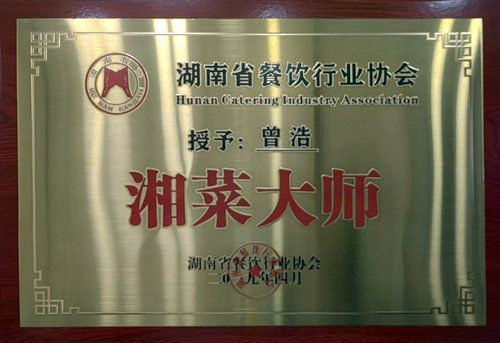 湖南省餐饮行业协会
Hunan Catering Industry Association
授予：曾浩
湘菜大师
湖南省餐饮行业协会
二〇一九年四月